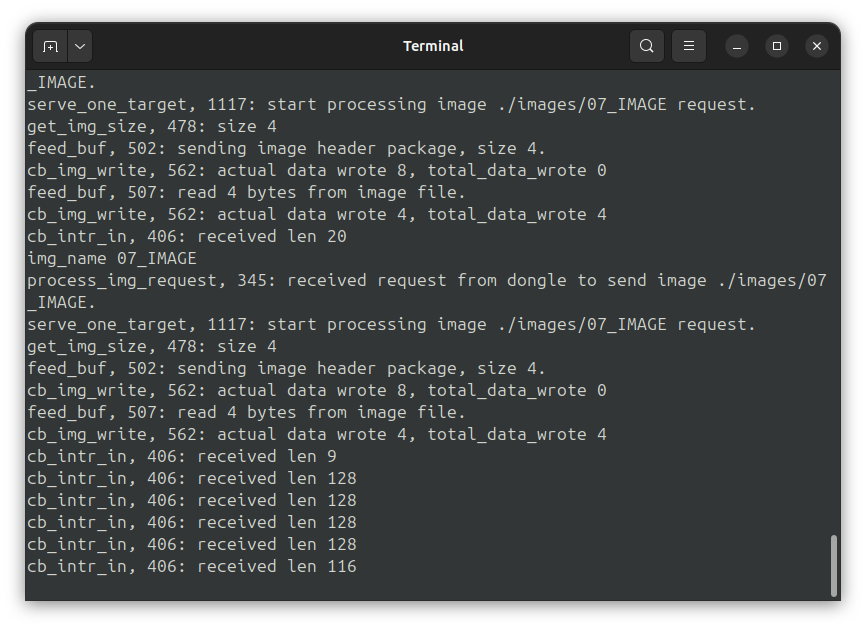 Terminal
_IMAGE.
serve_one_target, 1117: start processing image ./images/07_IMAGE request.
get_img_size, 478: size 4
feed_buf, 502: sending image header package, size 4.
cb_img_write, 562: actual data wrote 8, total_data_wrote 0
feed_buf, 507: read 4 bytes from image file.
cb_img_write, 562: actual data wrote 4, total_data_wrote 4
cb_intr_in, 406: received len 20
img_name 07_IMAGE
process_img_request, 345: received request from dongle to send image ./images/07
_IMAGE.
serve_one_target, 1117: start processing image ./images/07_IMAGE request.
get_img_size, 478: size 4
feed_buf, 502: sending image header package, size 4.
cb_img_write, 562: actual data wrote 8, total_data_wrote 0
feed_buf, 507: read 4 bytes from image file.
cb_img_write, 562: actual data wrote 4, total_data_wrote 4
cb_intr_in, 406: received len 9
cb_intr_in, 406: received len 128
cb_intr_in, 406: received len 128
cb_intr_in, 406: received len 128
cb_intr_in, 406: received len 128
cb_intr_in, 406: received len 116